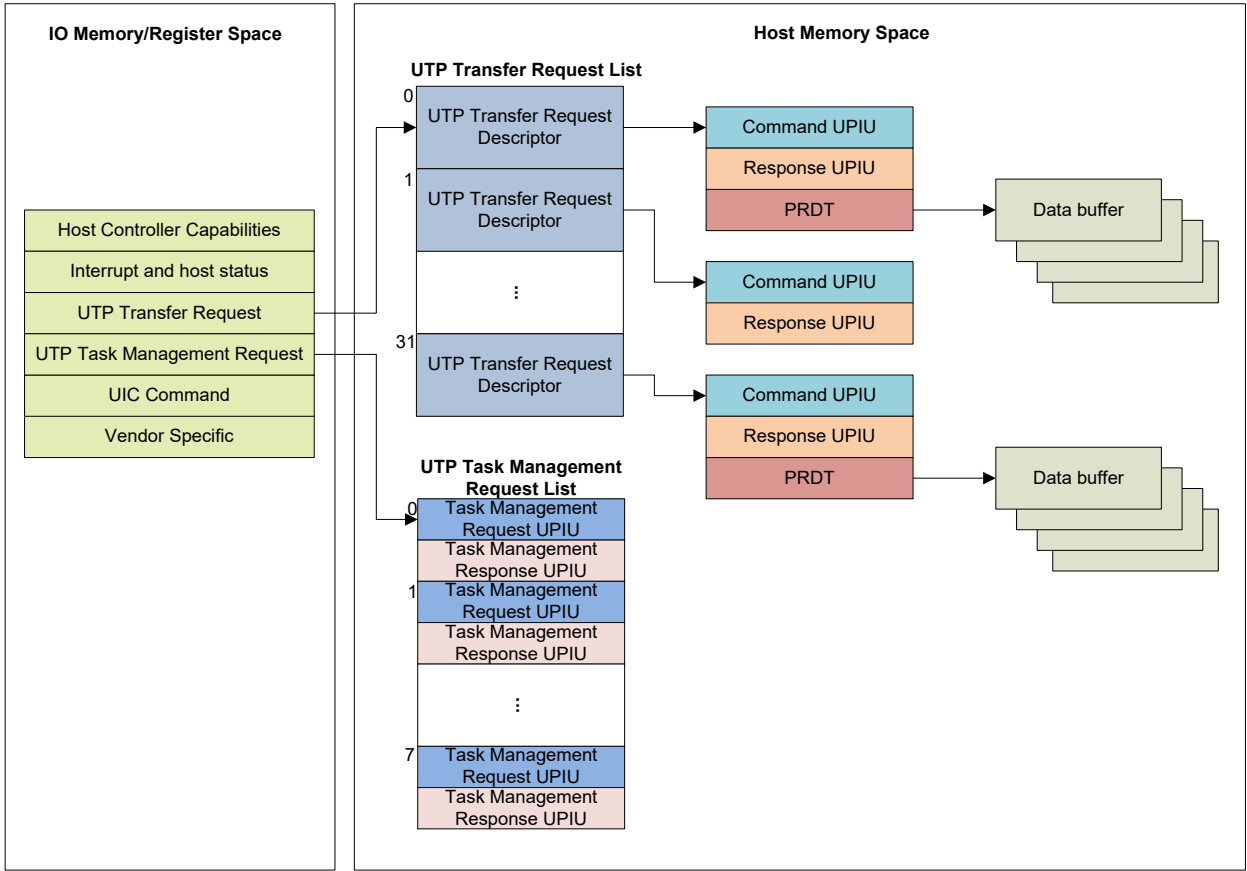 IO Memory/Register Space
Host Controller Capabilities
Interrupt and host status
UTP Transfer Request
UTP Task Management Request
UIC Command
Vendor Specific
Host Memory Space
UTP Transfer Request List
0
UTP Transfer Request
Descriptor
1
UTP Transfer Request
Descriptor
...
31
UTP Transfer Request
Descriptor
Command UPIU
Response UPIU
PRDT
Data buffer
Command UPIU
Response UPIU
Command UPIU
Response UPIU
PRDT
Data buffer
UTP Task Management
Request List
0
Task Management
Request UPIU
Task Management
Response UPIU
1
Task Management
Request UPIU
Task Management
Response UPIU
...
7
Task Management
Request UPIU
Task Management
Response UPIU